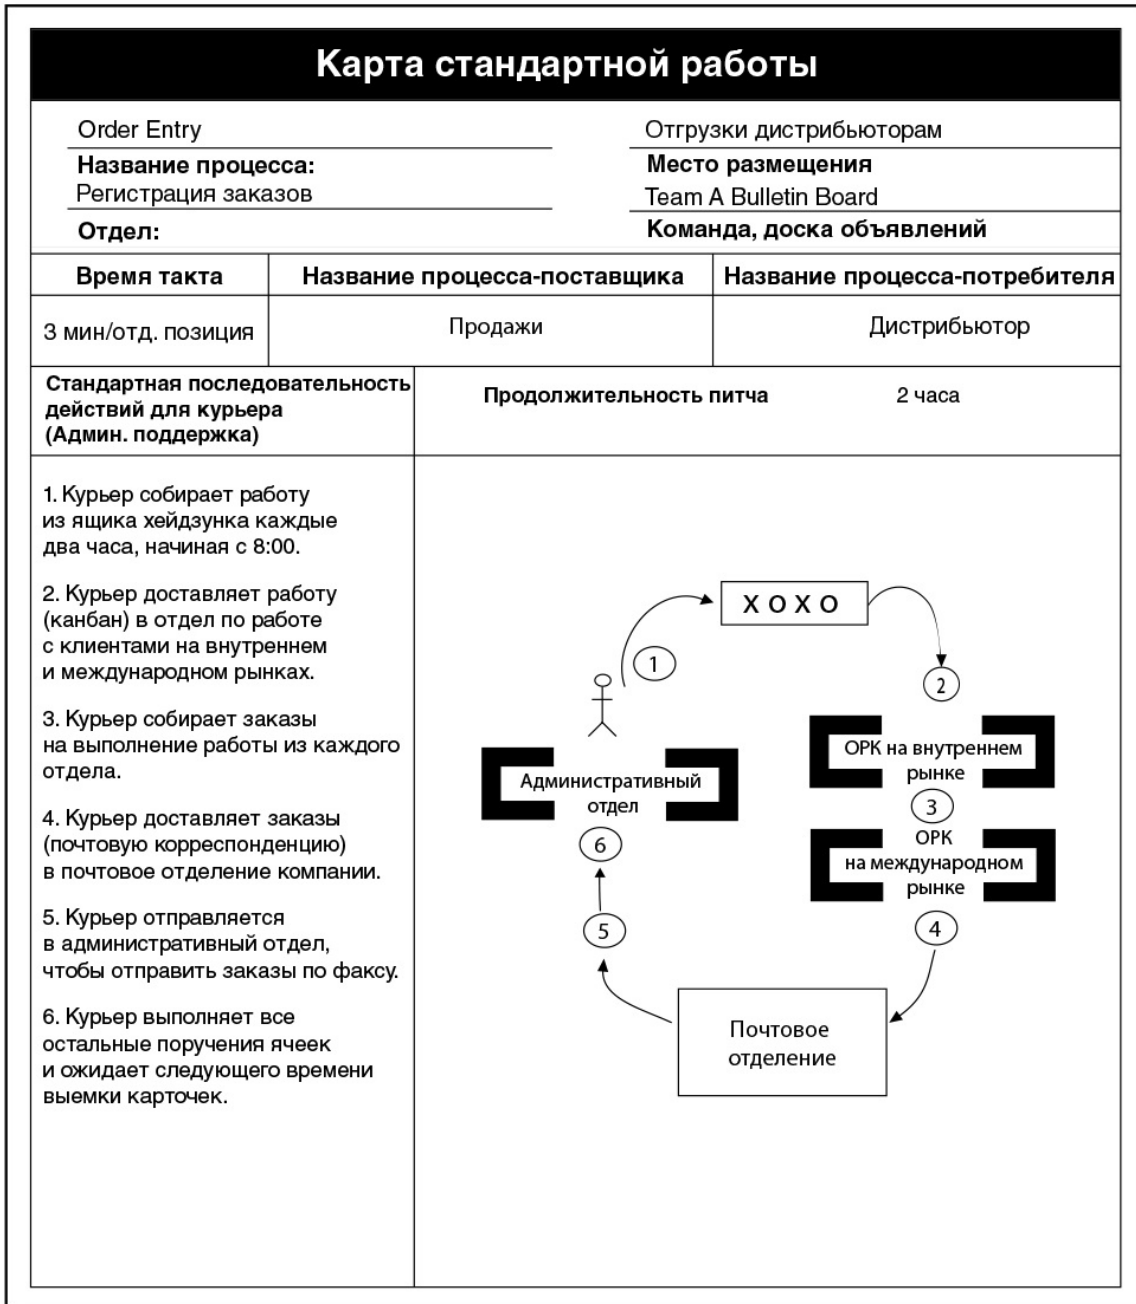 Карта стандартной работы
Order Entry
Название процесса:
Регистрация заказов
Отдел:
Отгрузки дистрибьюторам
Место размещения
Team A Bulletin Board
Команда, доска объявлений
Время такта
Название процесса-поставщика
Название процесса-потребителя
3 мин/отд. позиция
Продажи
Дистрибьютор
Стандартная последовательность
действий для курьера
(Админ. поддержка)
Продолжительность питча 2 часа
1. Курьер собирает работу
из ящика хейдзунка каждые
два часа, начиная с 8:00.
2. Курьер доставляет работу
(канбан) в отдел по работе
с клиентами на внутреннем
и международном рынках.
3. Курьер собирает заказы
на выполнение работы из каждого
отдела.
4. Курьер доставляет заказы
(почтовую корреспонденцию)
в почтовое отделение компании.
5. Курьер отправляется
в административный отдел,
чтобы отправить заказы по факсу.
6. Курьер выполняет все
остальные поручения ячеек
и ожидает следующего времени
выемки карточек.
X O X O
1
2
ОРК на внутреннем
рынке
3
ОРК
на международном
рынке
4
Почтовое
отделение
5
6
Административный
отдел